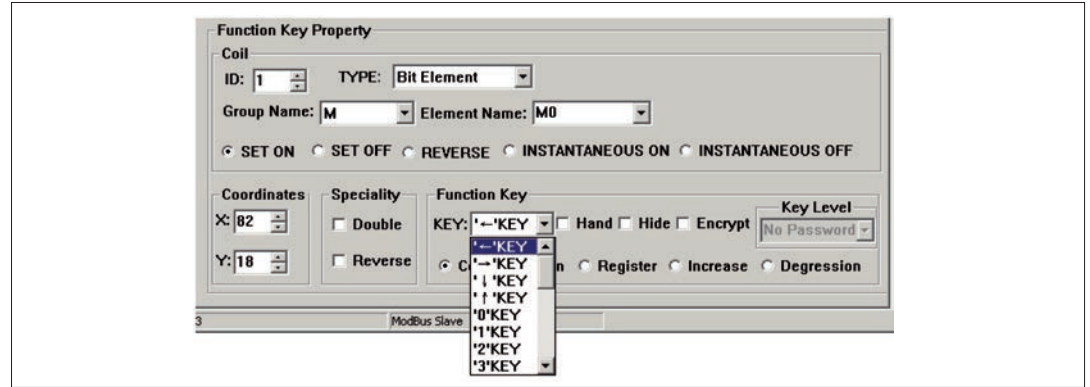 Function Key Property
Coil
ID: 1 TYPE: Bit Element
Group Name: M Element Name: M0
SET ON SET OFF REVERSE INSTANTANEOUS ON INSTANTANEOUS OFF
Coordinates Speciality Function Key
X: 82 Double KEY: '←'KEY Hand Hide Encrypt Key Level
No Password
Y: 18 Reverse Register Increase Degression
'←'KEY
'→'KEY
'↓'KEY
'↑'KEY
'0'KEY
'1'KEY
'2'KEY
'3'KEY
3 ModBus Slave